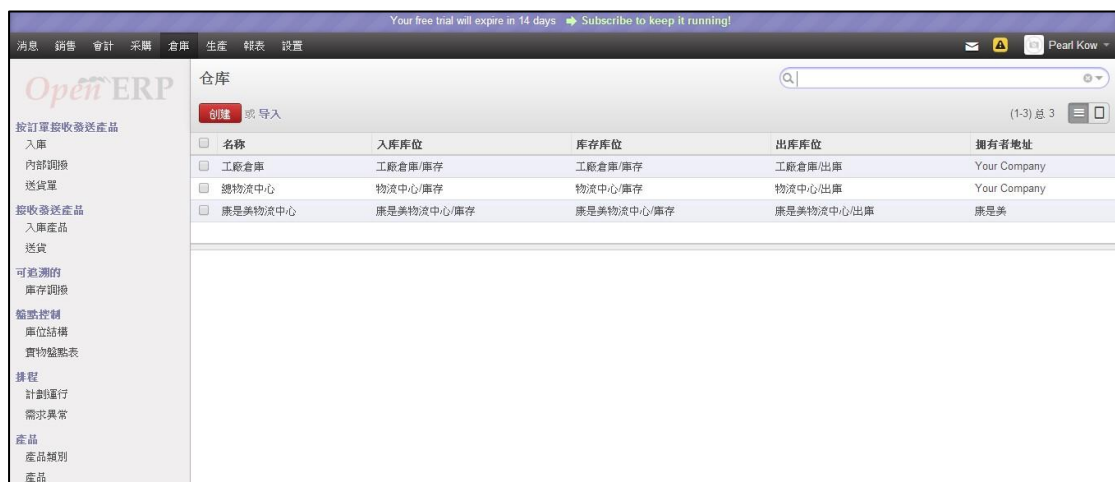 Your free trial will expire in 14 days Subscribe to keep it running!
消息 銷售 會計 采購 倉庫 生產 報表 設置 Pearl Kow
Open ERP
仓库
创建 或 导入 (1-3) 总 3
按訂單接收發送產品
入庫
內部調撥
送貨單
接收發送產品
入庫產品
送貨
可追溯的
庫存調撥
盤點控制
庫位結構
實物盤點表
排程
計劃運行
需求異常
產品
產品類別
產品
名称 入库库位 库存库位 出库库位 拥有者地址
工廠倉庫 工廠倉庫/庫存 工廠倉庫/庫存 工廠倉庫/出庫 Your Company
總物流中心 物流中心/庫存 物流中心/庫存 物流中心/出庫 Your Company
康是美物流中心 康是美物流中心/庫存 康是美物流中心/庫存 康是美物流中心/出庫 康是美